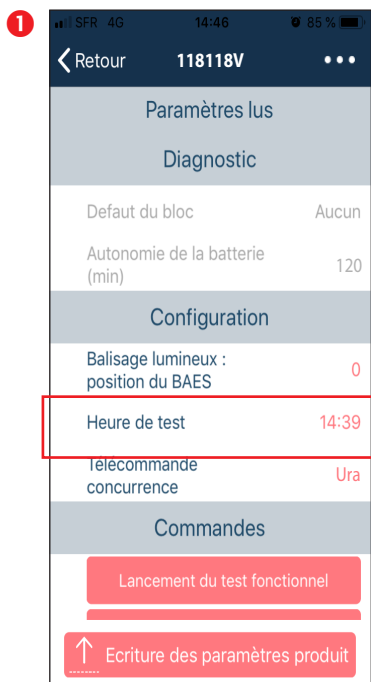 1
SFR 4G 14:46 85 %
Retour 118118V •••
Paramètres lus
Diagnostic
Defaut du bloc Aucun
Autonomie de la batterie
(min) 120
Configuration
Balisage lumineux :
position du BAES 0
Heure de test 14:39
Télécommande
concurrence Ura
Commandes
Lancement du test fonctionnel
Ecriture des paramètres produit